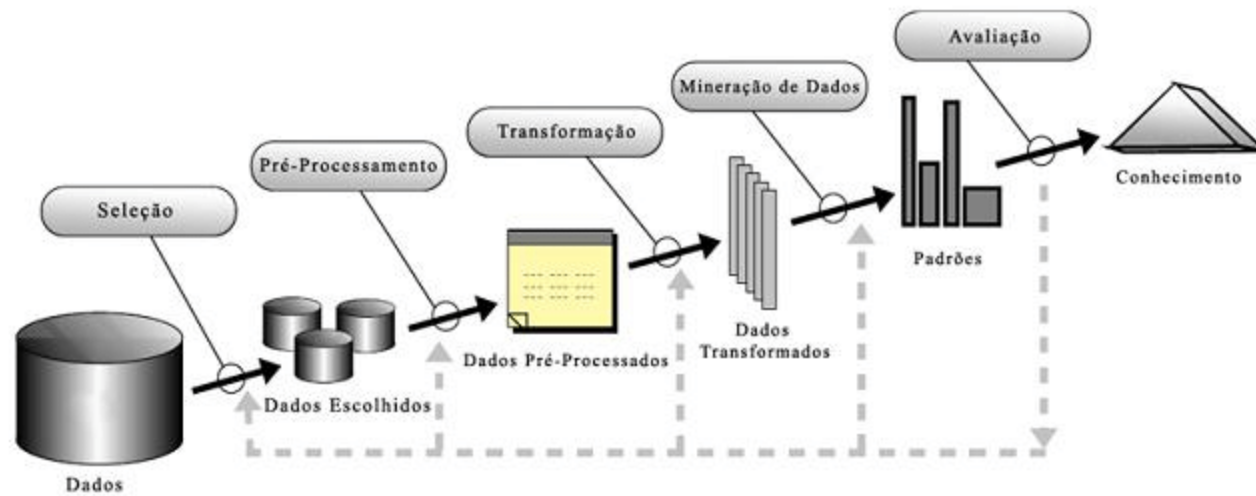 Avaliação
Mineração de Dados
Transformação
Pré-Processamento
Seleção
Conhecimento
Padrões
Dados
Transformados
Dados Pré-Processados
Dados Escolhidos
Dados